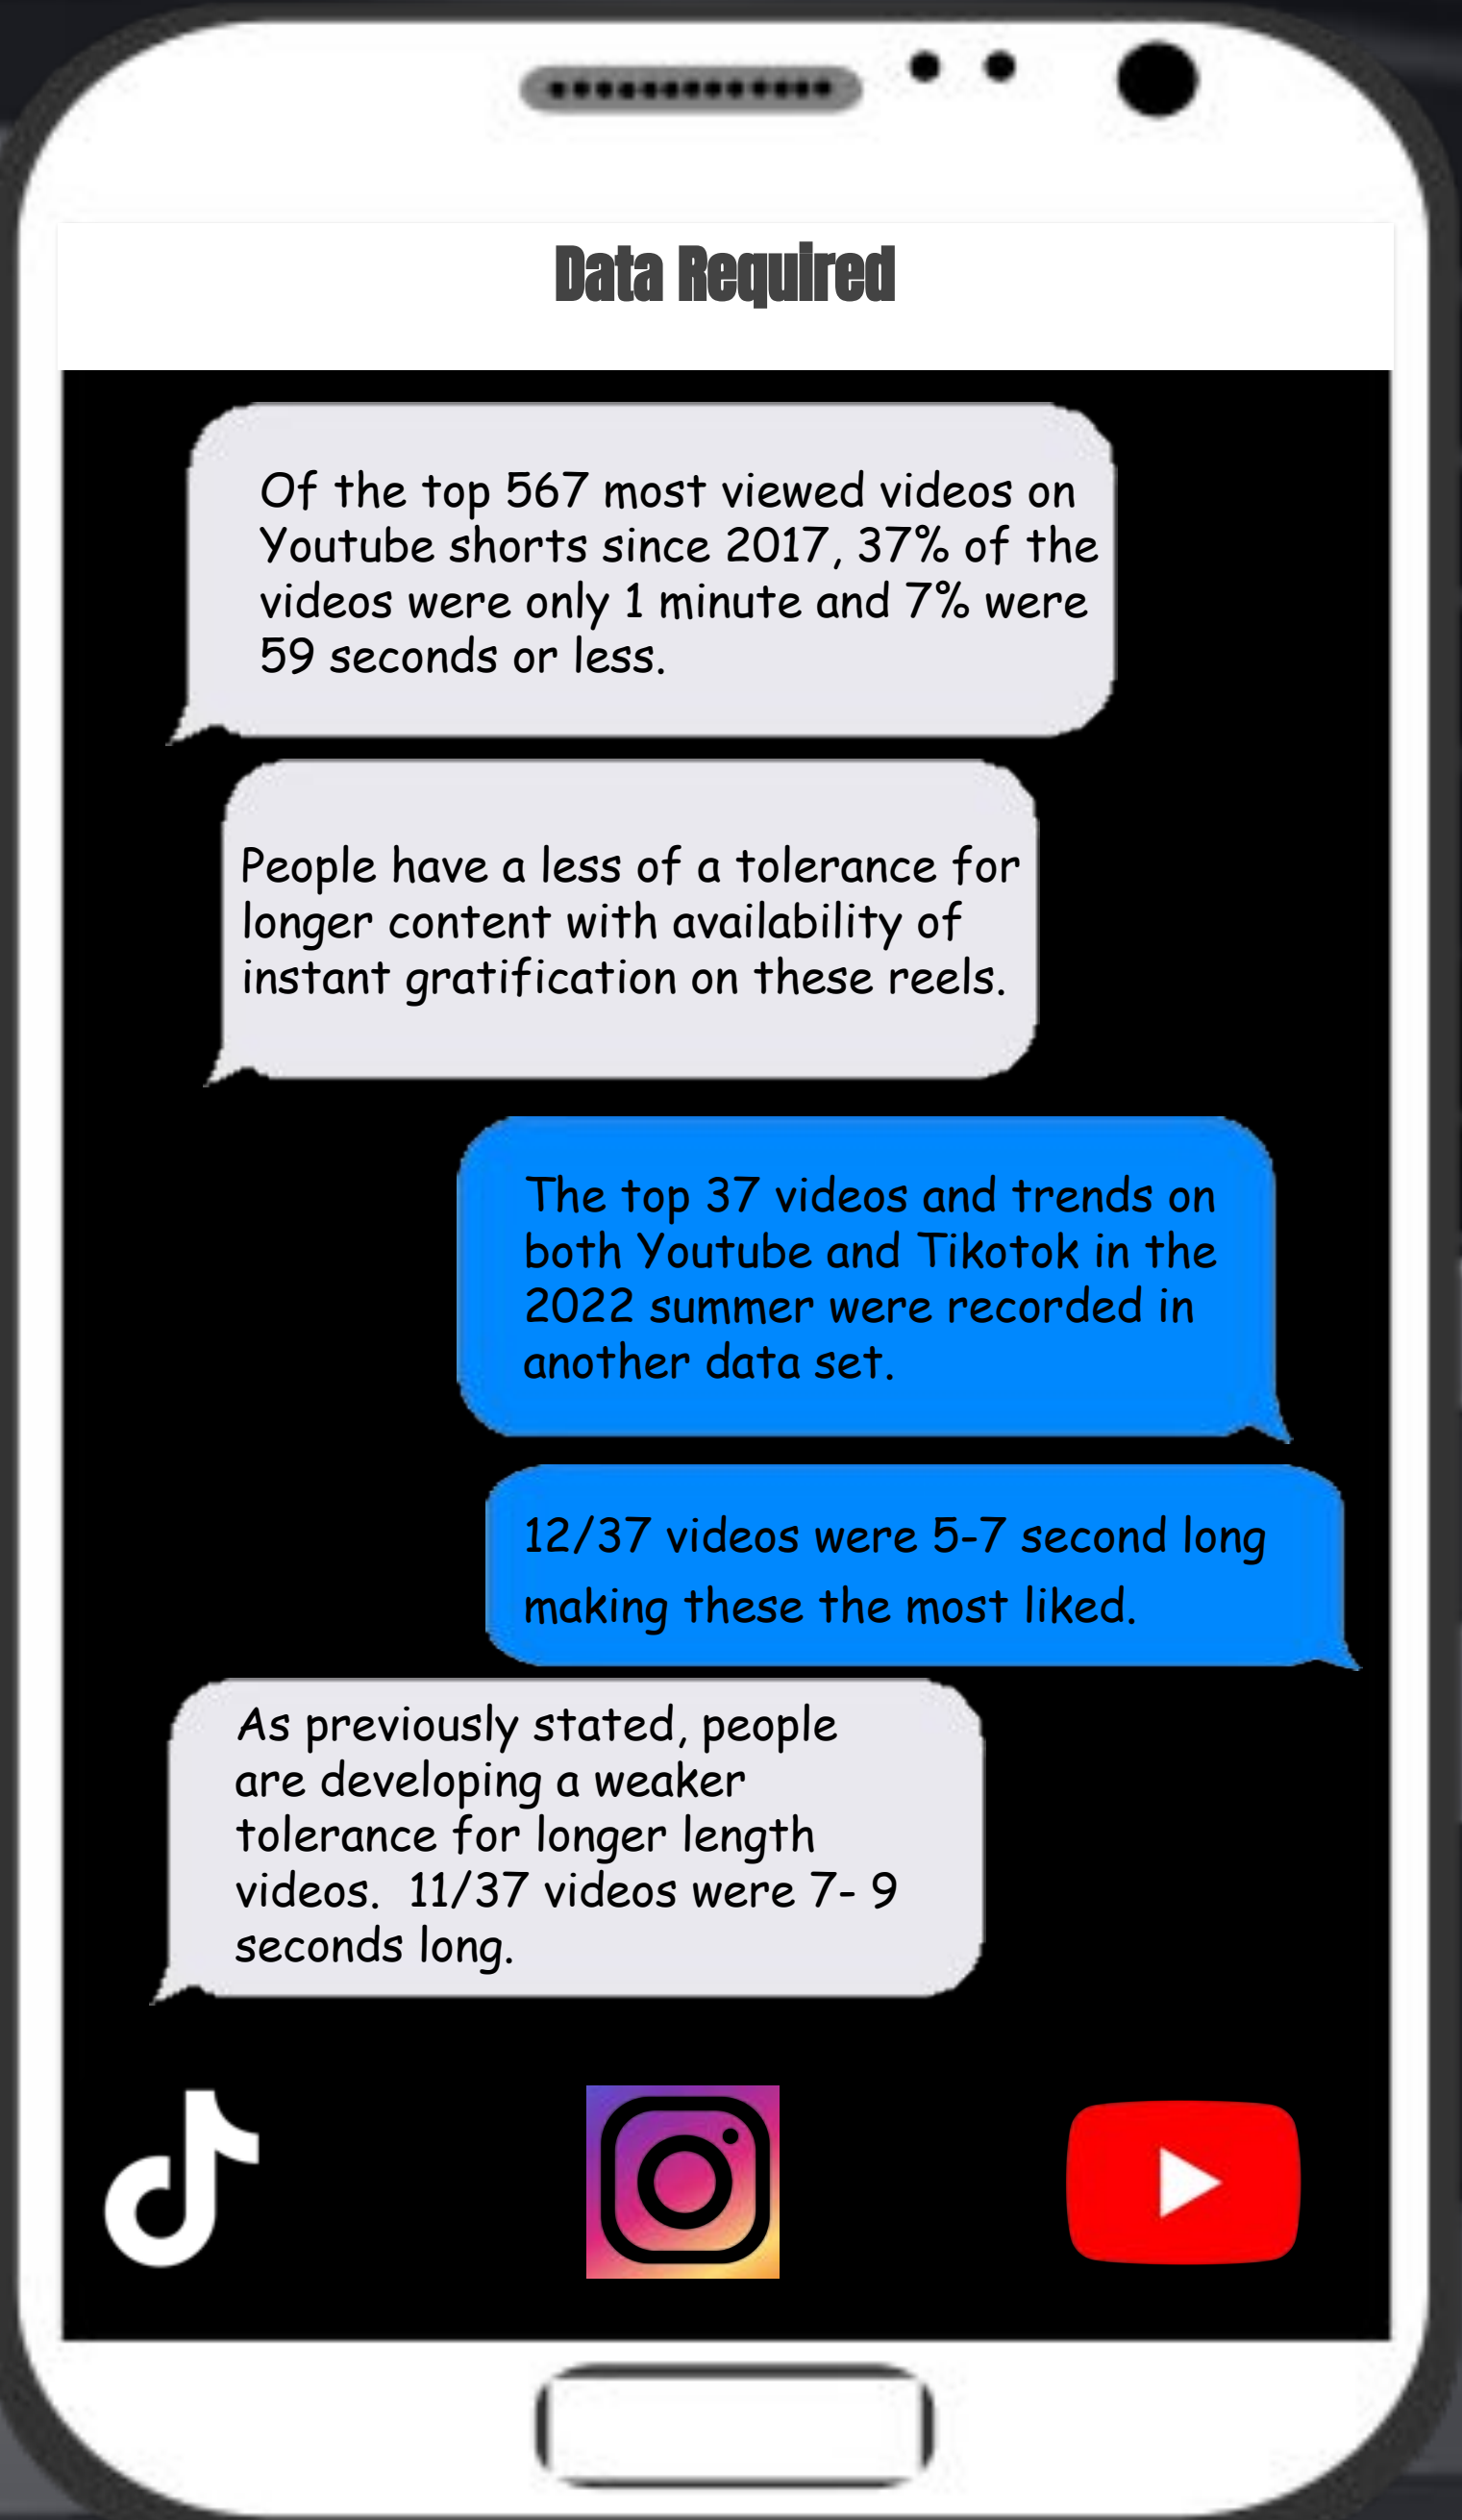 Data Required
Of the top 567 most viewed videos on
Youtube shorts since 2017, 37% of the
videos were only 1 minute and 7% were
59 seconds or less.
People have a less of a tolerance for
longer content with availability of
instant gratification on these reels.
The top 37 videos and trends on
both Youtube and Tikotok in the
2022 summer were recorded in
another data set.
12/37 videos were 5-7 second long
making these the most liked.
As previously stated, people
are developing a weaker
tolerance for longer length
videos.  11/37 videos were 7- 9
seconds long.